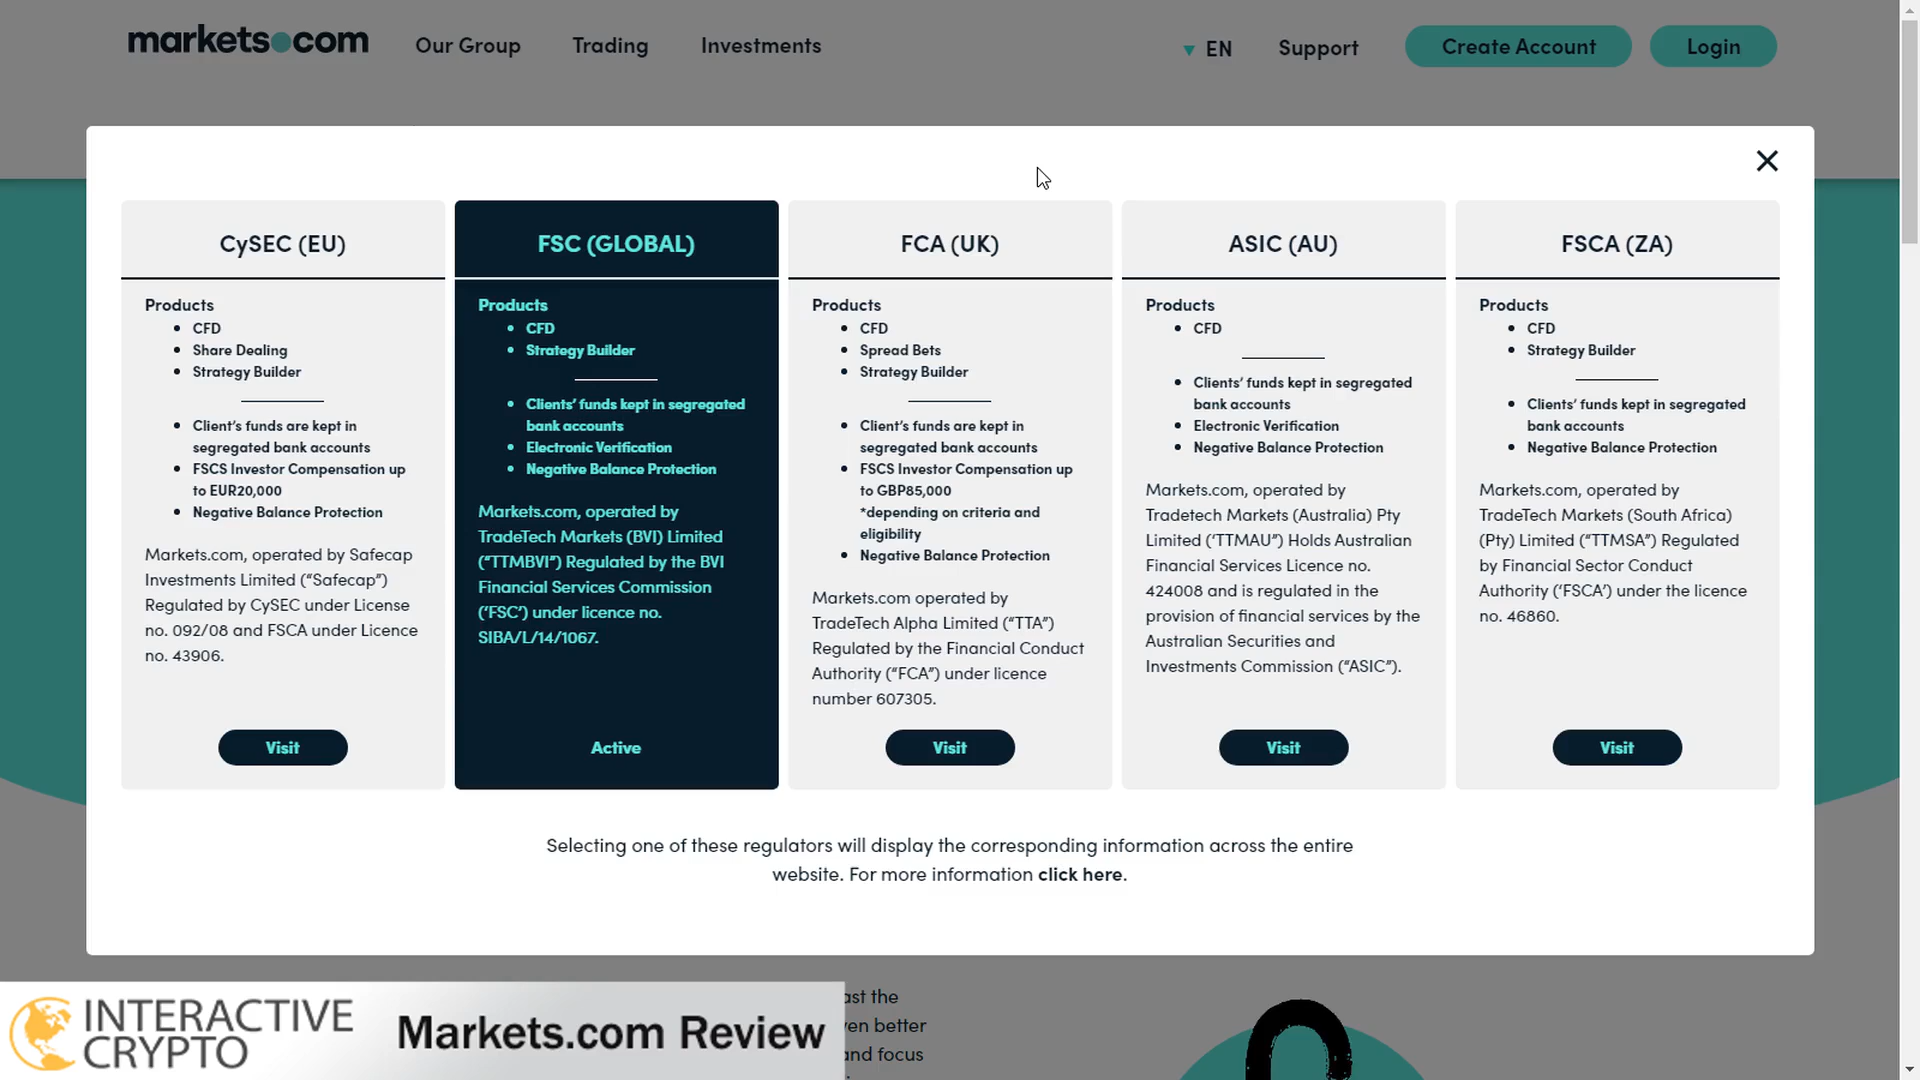 markets.com
Our Group
Trading
Investments
EN
Support
Create Account
Login
CySEC (EU)
Products
CFD
Share Dealing
Strategy Builder
Client's funds are kept in
segregated bank accounts
FSCS Investor Compensation up
to EUR20,000
Negative Balance Protection
Markets.com, operated by Safecap
Investments Limited (“Safecap”)
Regulated by CySEC under License
no. 092/08 and FSCA under Licence
no. 43906.
Visit
FSC (GLOBAL)
Products
CFD
Strategy Builder
Clients’ funds kept in segregated
bank accounts
Electronic Verification
Negative Balance Protection
Markets.com, operated by
TradeTech Markets (BVI) Limited
(“TTMBVI”) Regulated by the BVI
Financial Services Commission
(‘FSC’) under licence no.
SIBA/L/14/1067.
Active
FCA (UK)
Products
CFD
Spread Bets
Strategy Builder
Client's funds are kept in
segregated bank accounts
FSCS Investor Compensation up
to GBP85,000
*depending on criteria and
eligibility
Negative Balance Protection
Markets.com operated by
TradeTech Alpha Limited (“TTA”)
Regulated by the Financial Conduct
Authority (“FCA”) under licence
number 607305.
Visit
ASIC (AU)
Products
CFD
Clients’ funds kept in segregated
bank accounts
Electronic Verification
Negative Balance Protection
Markets.com, operated by
Tradetech Markets (Australia) Pty
Limited (‘TTMAU”) Holds Australian
Financial Services Licence no.
424008 and is regulated in the
provision of financial services by the
Australian Securities and
Investments Commission (“ASIC”).
Visit
FSCA (ZA)
Products
CFD
Strategy Builder
Clients’ funds kept in segregated
bank accounts
Negative Balance Protection
Markets.com, operated by
TradeTech Markets (South Africa)
(Pty) Limited (“TTMSA”) Regulated
by Financial Sector Conduct
Authority (‘FSCA’) under the licence
no. 46860.
Visit
Selecting one of these regulators will display the corresponding information across the entire
website. For more information click here.
the
better
and focus
INTERACTIVE
CRYPTO
Markets.com Review